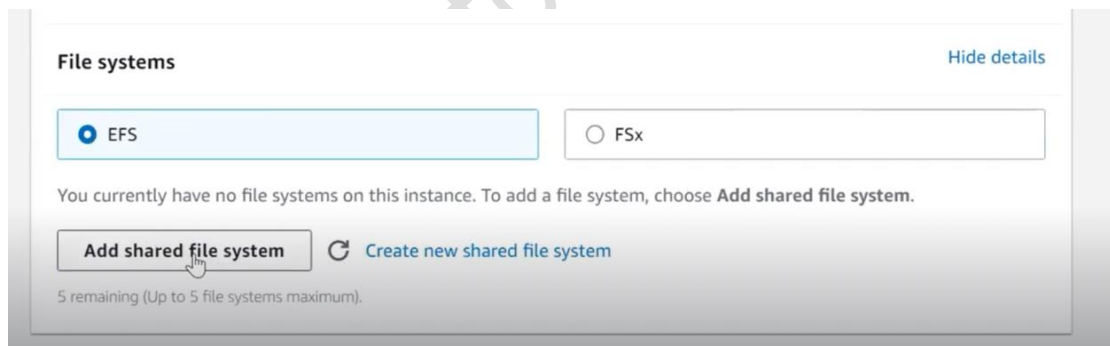 File systems
Hide details
EFS
FSx
You currently have no file systems on this instance. To add a file system, choose Add shared file system.
Add shared file system
Create new shared file system
5 remaining (Up to 5 file systems maximum).